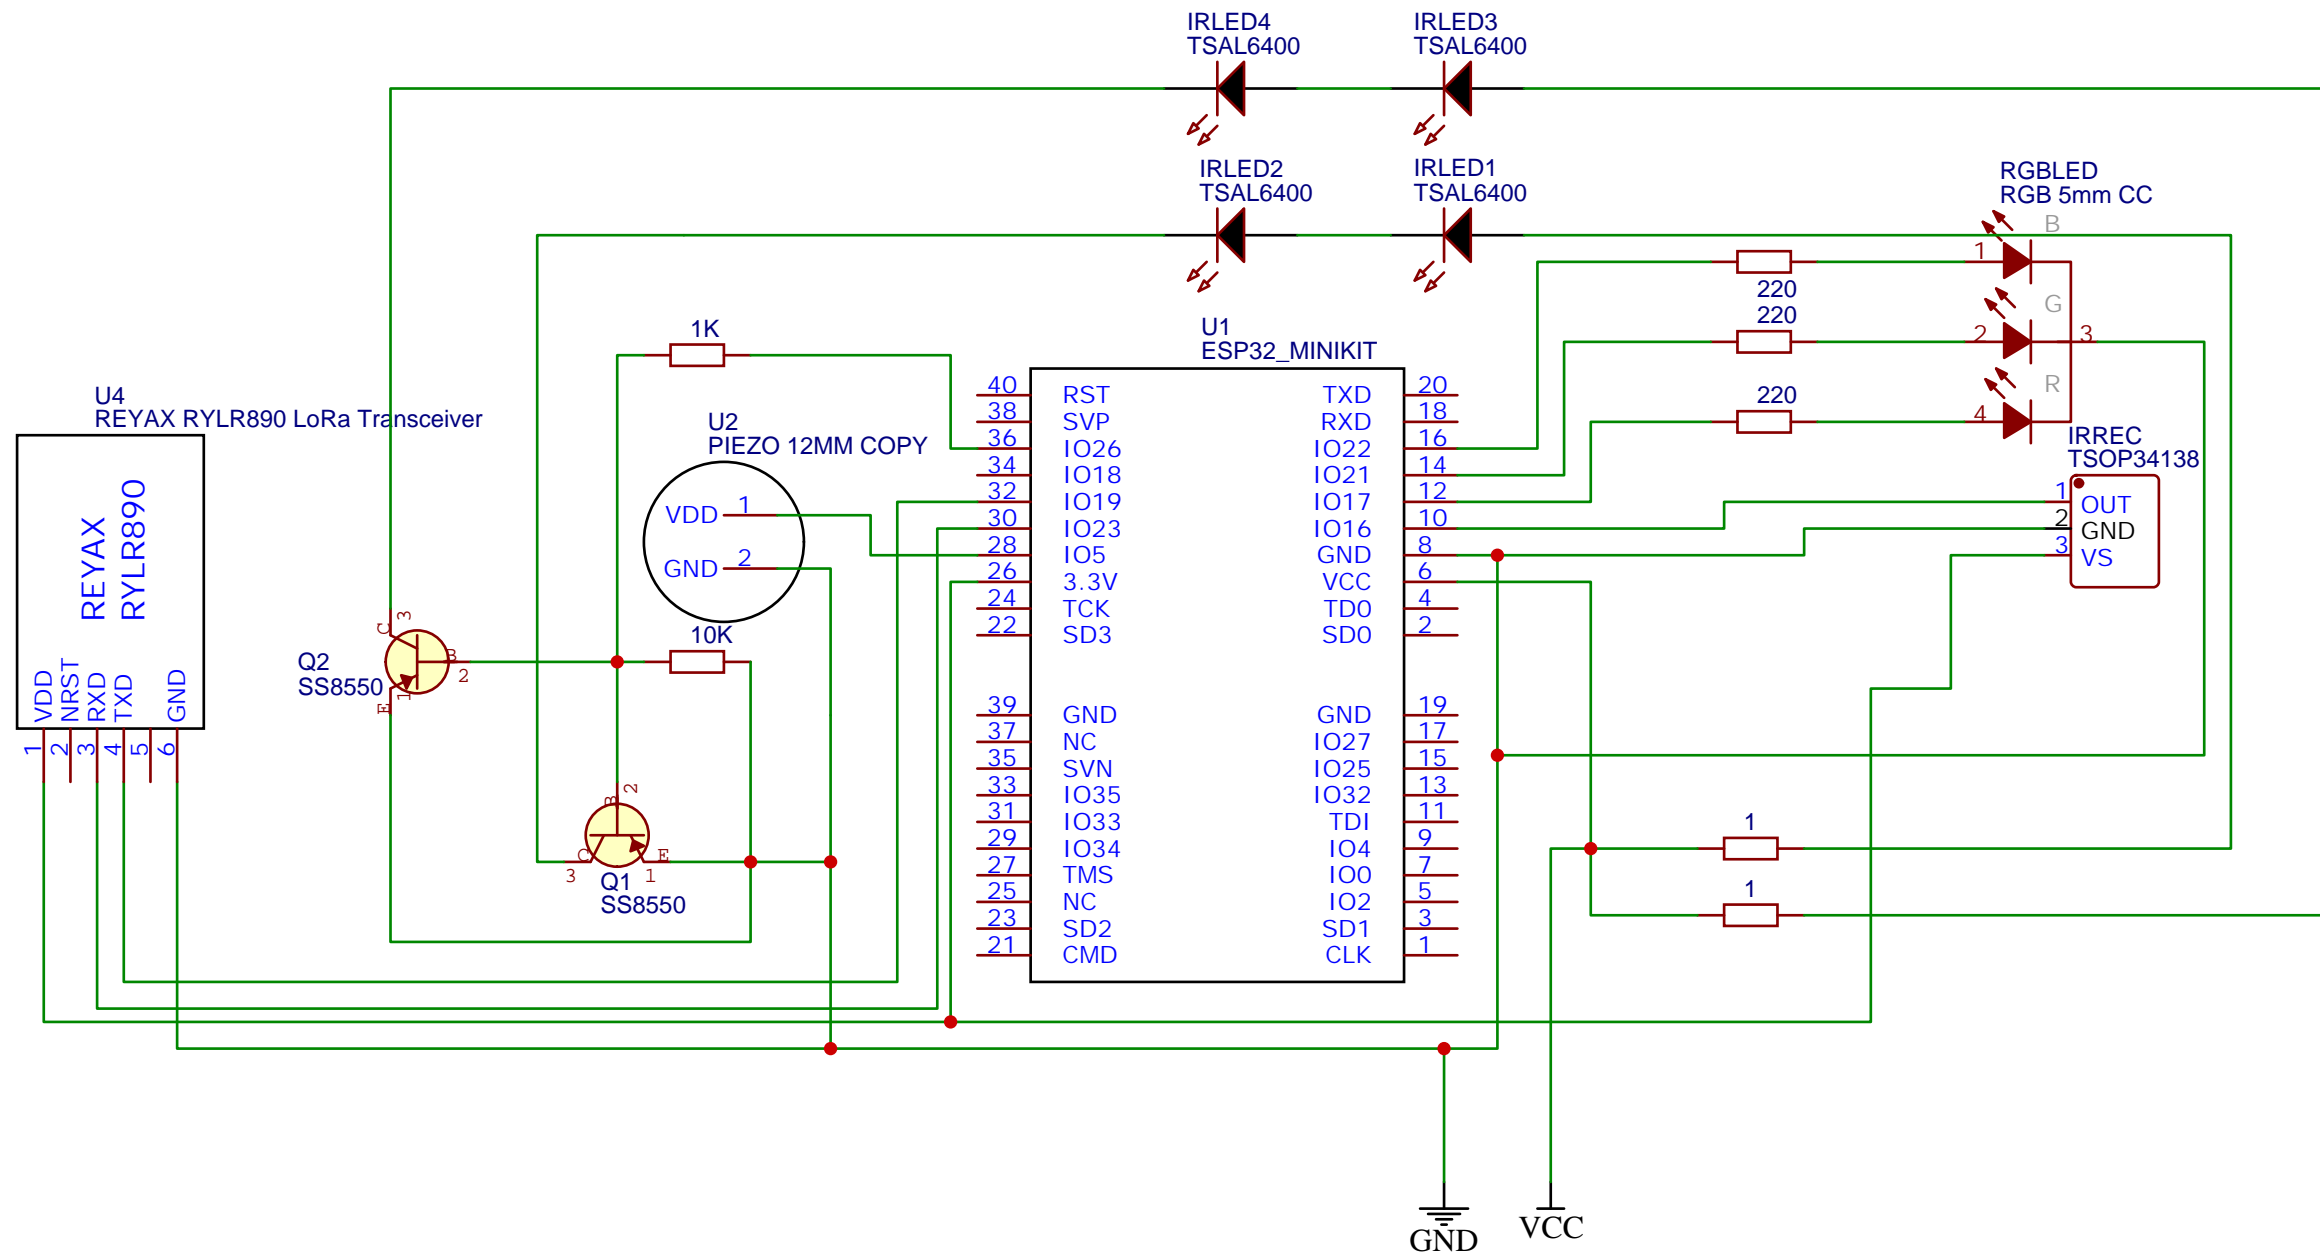 IRLED4
TSAL6400
IRLED3
TSAL6400
IRLED2
TSAL6400
IRLED1
TSAL6400
RGBLED
RGB 5mm CC
B
1
220
G
220
2
3
R
220
4
1K
U1
ESP32_MINIKIT
U4
REYAX RYLR890 LoRa Transceiver
REYAX
RYLR890
VDD
NRST
RXD
TXD
GND
1
2
3
4
5
6
U2
PIEZO 12MM COPY
VDD 1
GND 2
10K
Q2
SS8550
C 3
B 2
E 1
Q1
SS8550
B 2
C 3
E 1
40 RST TXD 20
38 SVP RXD 18
36 IO26 IO22 16
34 IO18 IO21 14
32 IO19 IO17 12
30 IO23 IO16 10
28 IO5 GND 8
26 3.3V VCC 6
24 TCK TD0 4
22 SD3 SD0 2
39 GND GND 19
37 NC IO27 17
35 SVN IO25 15
33 IO35 IO32 13
31 IO33 TDI 11
29 IO34 IO4 9
27 TMS IO0 7
25 NC IO2 5
23 SD2 SD1 3
21 CMD CLK 1
IRREC
TSOP34138
1 OUT
2 GND
3 VS
1
1
GND
VCC